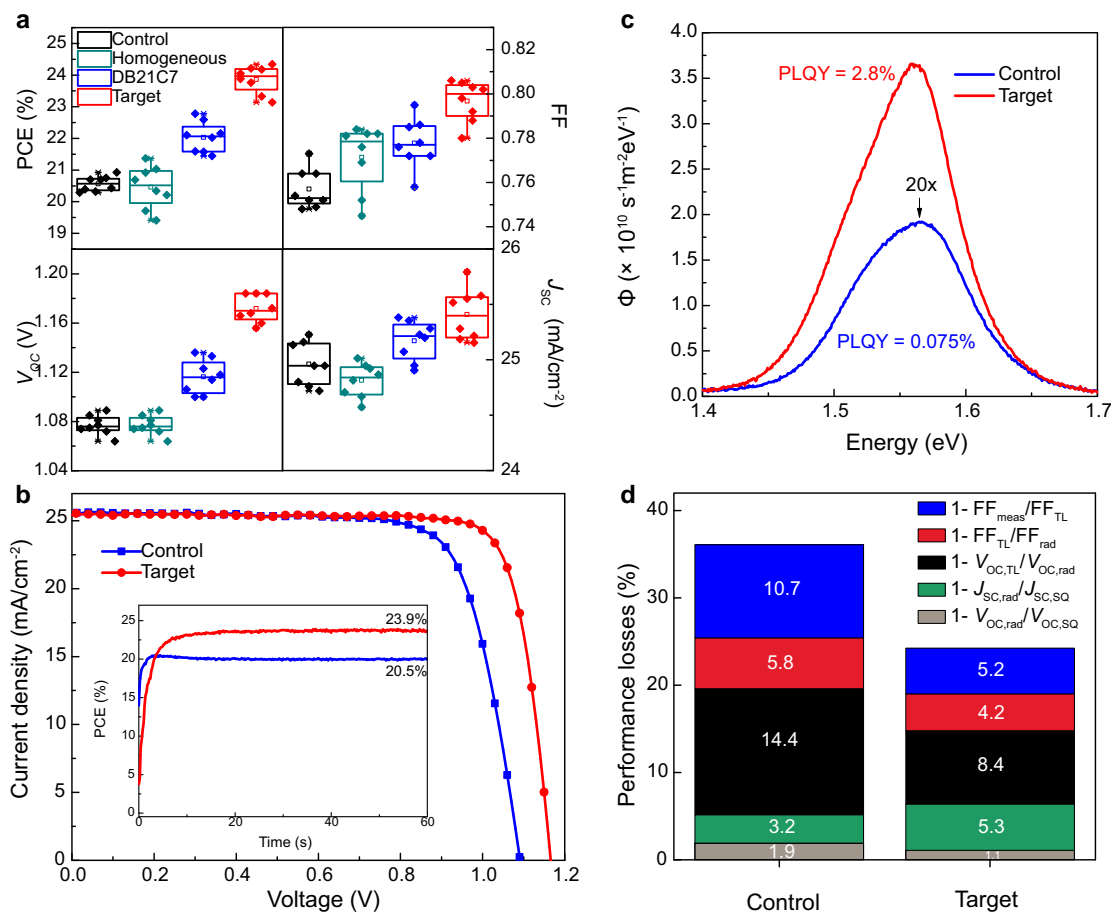 a
Control
Homogeneous
DB21C7
Target
PCE (%)
25
24
23
22
21
20
19
FF
0.82
0.80
0.78
0.76
0.74
V_OC (V)
1.20
1.16
1.12
1.08
1.04
J_SC (mA/cm⁻²)
26
25
24
b
Current density (mA/cm⁻²)
25
20
15
10
5
0
Control
Target
PCE (%)
25
20
15
10
5
0
23.9%
20.5%
0 20 40 60
Time (s)
0.0 0.2 0.4 0.6 0.8 1.0 1.2
Voltage (V)
c
Φ (× 10¹⁰ s⁻¹m⁻²eV⁻¹)
4.0
3.5
3.0
2.5
2.0
1.5
1.0
0.5
0.0
PLQY = 2.8%
Control
Target
20x
PLQY = 0.075%
1.4 1.5 1.6 1.7
Energy (eV)
d
Performance losses (%)
40
30
20
10
0
1- FF_meas/FF_TL
1- FF_TL/FF_rad
1- V_OC,TL/V_OC,rad
1- J_SC,rad/J_SC,SQ
1- V_OC,rad/V_OC,SQ
10.7
5.8
14.4
3.2
1.9
5.2
4.2
8.4
5.3
1.1
Control Target